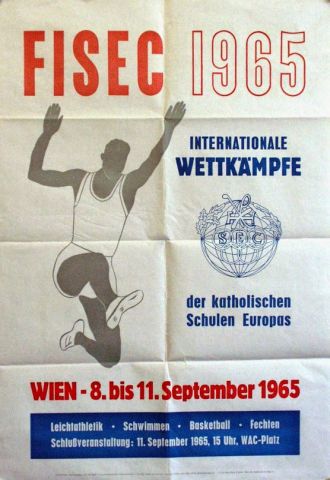 FISEC 1965
INTERNATIONALE
WETTKÄMPFE
SEC
der katholischen
Schulen Europas
WIEN - 8. bis 11. September 1965
Leichtathletik · Schwimmen · Basketball · Fechten
Schlußveranstaltung: 11. September 1965, 15 Uhr, WAC-Platz